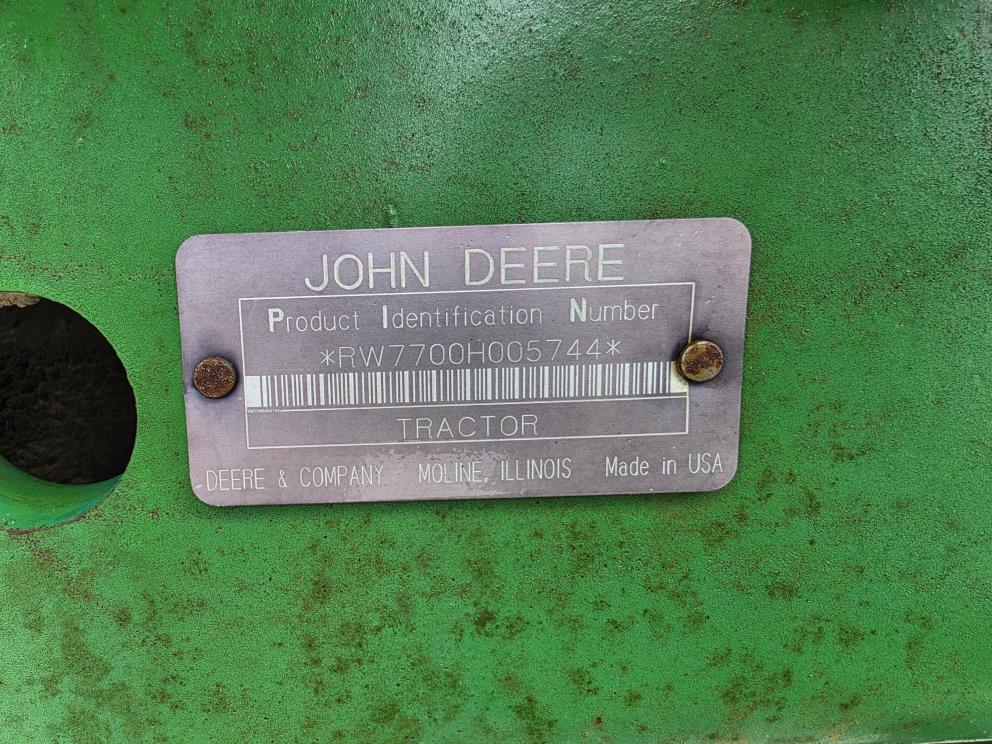 JOHN DEERE
Product Identification Number
*RW7700H005744*
TRACTOR
DEERE & COMPANY MOLINE, ILLINOIS Made in USA